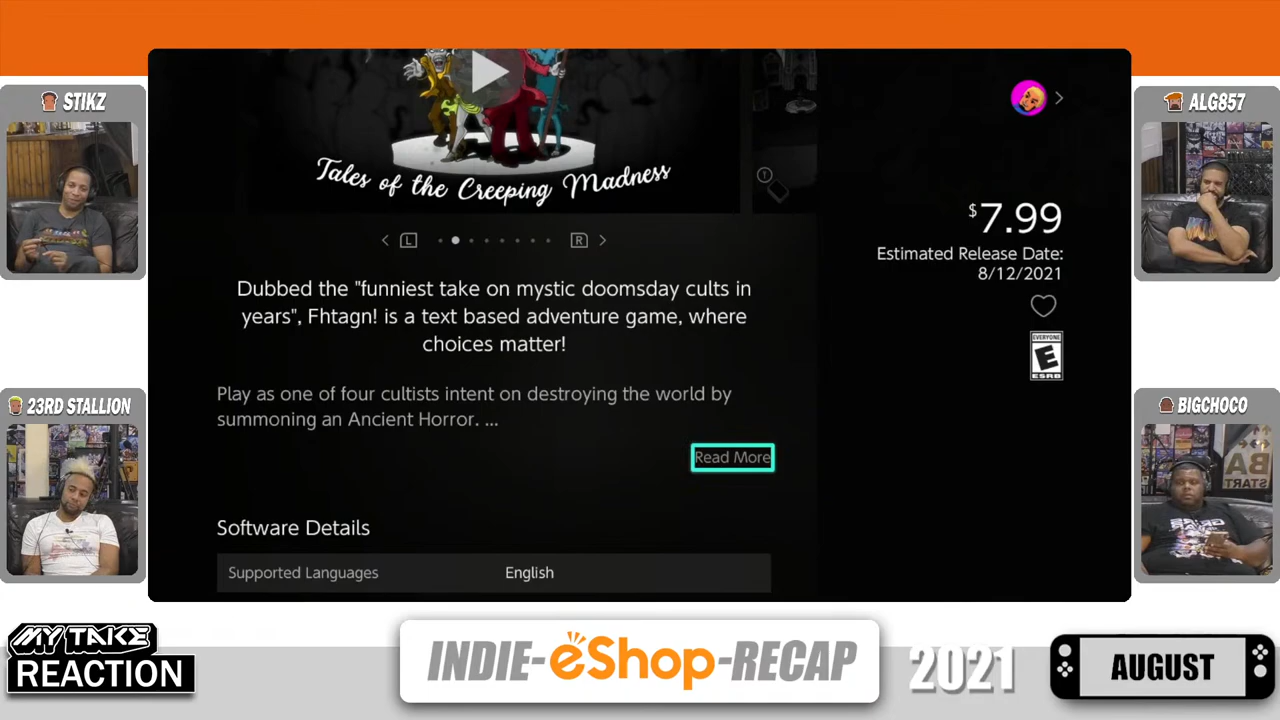 STIKZ
ALG857
Tales of the Creeping Madness
$7.99
Estimated Release Date:
8/12/2021
L
R
Dubbed the "funniest take on mystic doomsday cults in
years", Fhtagn! is a text based adventure game, where
choices matter!
EVERYONE
E
ESRB
Play as one of four cultists intent on destroying the world by
summoning an Ancient Horror. ...
Read More
23RD STALLION
BIGCHOCO
BA
START
Software Details
Supported Languages English
MY TAKE
REACTION
INDIE-eShop-RECAP
2021
AUGUST